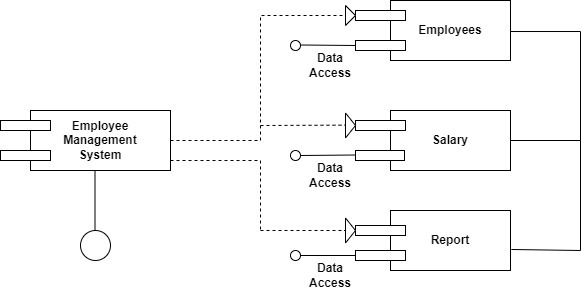 Employees
Data
Access
Employee
Management
System
Salary
Data
Access
Report
Data
Access